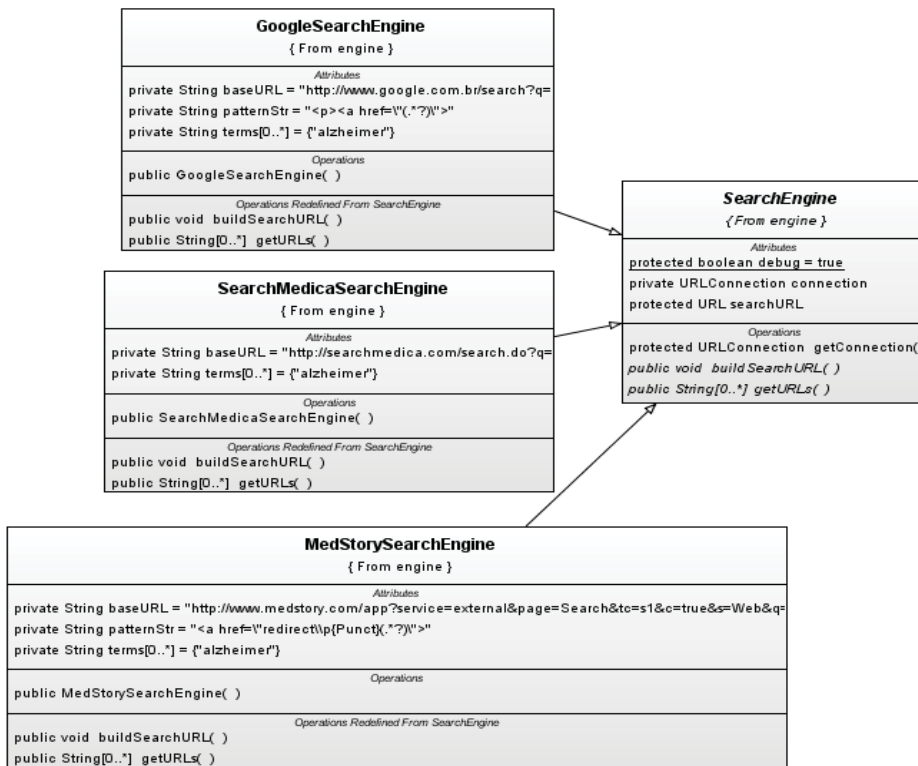 GoogleSearchEngine
{ From engine }
Attributes
private String baseURL = "http://www.google.com.br/search?q=
private String patternStr = "<p><a href=\"(.*?)\">"
private String terms[0..*] = {"alzheimer"}
Operations
public GoogleSearchEngine( )
Operations Redefined From SearchEngine
public void buildSearchURL( )
public String[0..*] getURLs( )
SearchEngine
{ From engine }
Attributes
protected boolean debug = true
private URLConnection connection
protected URL searchURL
Operations
protected URLConnection getConnection(
public void buildSearchURL( )
public String[0..*] getURLs( )
SearchMedicaSearchEngine
{ From engine }
Attributes
private String baseURL = "http://searchmedica.com/search.do?q=
private String terms[0..*] = {"alzheimer"}
Operations
public SearchMedicaSearchEngine( )
Operations Redefined From SearchEngine
public void buildSearchURL( )
public String[0..*] getURLs( )
MedStorySearchEngine
{ From engine }
Attributes
private String baseURL = "http://www.medstory.com/app?service=external&page=Search&tc=s1&c=true&s=Web&q=
private String patternStr = "<a href=\"redirect\\p{Punct}(.*?)\">"
private String terms[0..*] = {"alzheimer"}
Operations
public MedStorySearchEngine( )
Operations Redefined From SearchEngine
public void buildSearchURL( )
public String[0..*] getURLs( )